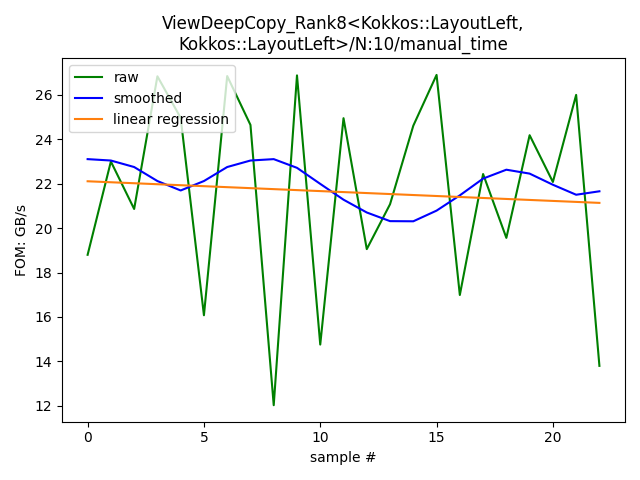 ViewDeepCopy_Rank8<Kokkos::LayoutLeft,
Kokkos::LayoutLeft>/N:10/manual_time
raw
smoothed
linear regression
FOM: GB/s
26
24
22
20
18
16
14
12
0
5
10
15
20
sample #